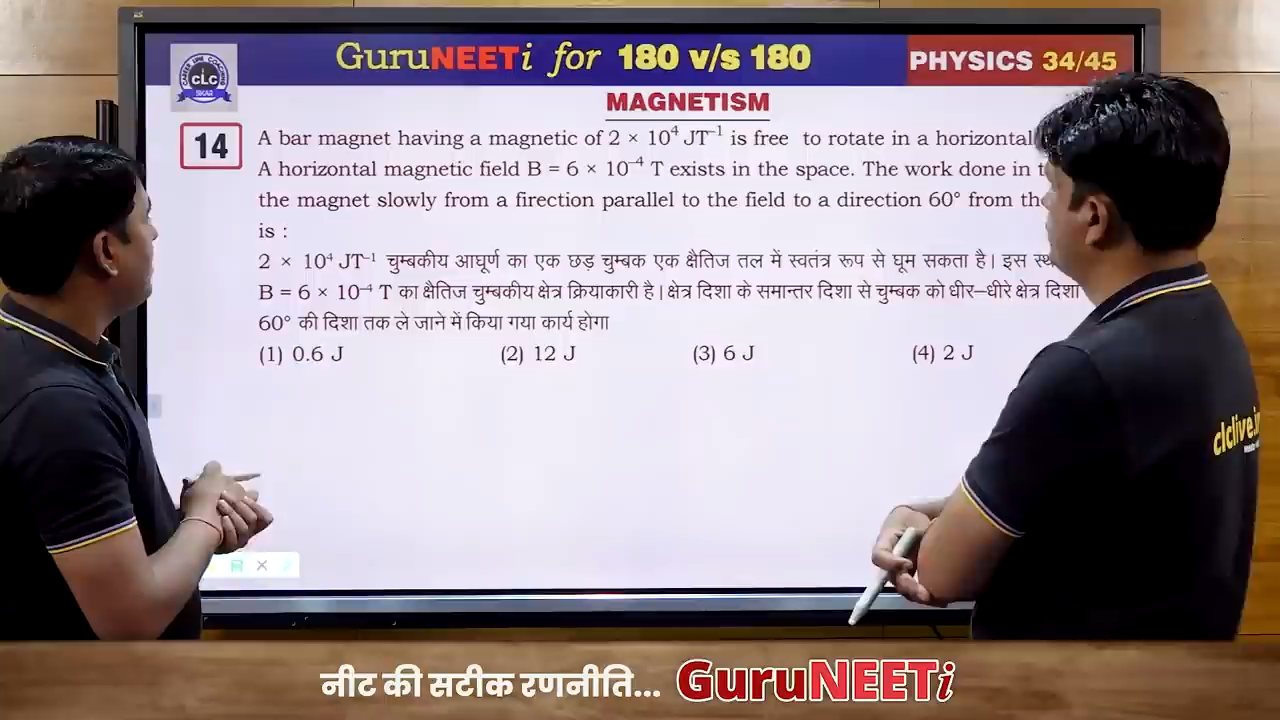 GuruNEETi for 180 v/s 180
PHYSICS 34/45
CLC
SIKAR
MAGNETISM
14
A bar magnet having a magnetic of 2 × 10⁴ JT⁻¹ is free to rotate in a horizontal
A horizontal magnetic field B = 6 × 10⁻⁴ T exists in the space. The work done in
the magnet slowly from a firection parallel to the field to a direction 60° from
is :
2 × 10⁴ JT⁻¹ चुम्बकीय आघूर्ण का एक छड़ चुम्बक एक क्षैतिज तल में स्वतंत्र रूप से घूम सकता है। इस
B = 6 × 10⁻⁴ T का क्षैतिज चुम्बकीय क्षेत्र क्रियाकारी है। क्षेत्र दिशा के समान्तर दिशा से चुम्बक को धीर–धीरे क्षेत्र दिशा
60° की दिशा तक ले जाने में किया गया कार्य होगा
(1) 0.6 J (2) 12 J (3) 6 J (4) 2 J
clclive.in
नीट की सटीक रणनीति... GuruNEETi